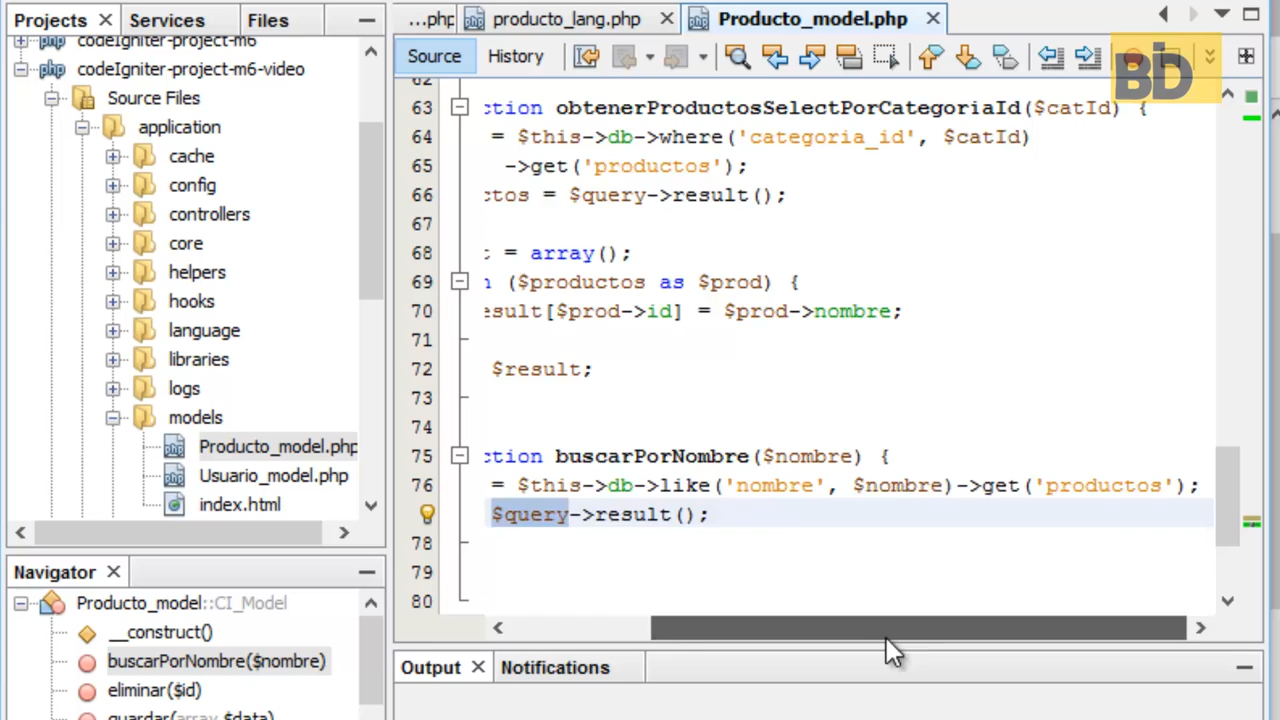 Projects Services Files
...php producto_lang.php Producto_model.php
Source History
BD
codeIgniter-project-m6
codeIgniter-project-m6-video
Source Files
application
cache
config
controllers
core
helpers
hooks
language
libraries
logs
models
Producto_model.php
Usuario_model.php
index.html
62
63 ction obtenerProductosSelectPorCategoriaId($catId) {
64 = $this->db->where('categoria_id', $catId)
65 ->get('productos');
66 ctos = $query->result();
67
68 t = array();
69 h ($productos as $prod) {
70 esult[$prod->id] = $prod->nombre;
71
72 $result;
73
74
75 ction buscarPorNombre($nombre) {
76 = $this->db->like('nombre', $nombre)->get('productos');
$query->result();
78
79
80
Navigator
Producto_model::CI_Model
__construct()
buscarPorNombre($nombre)
eliminar($id)
guardar(array $data)
Output Notifications